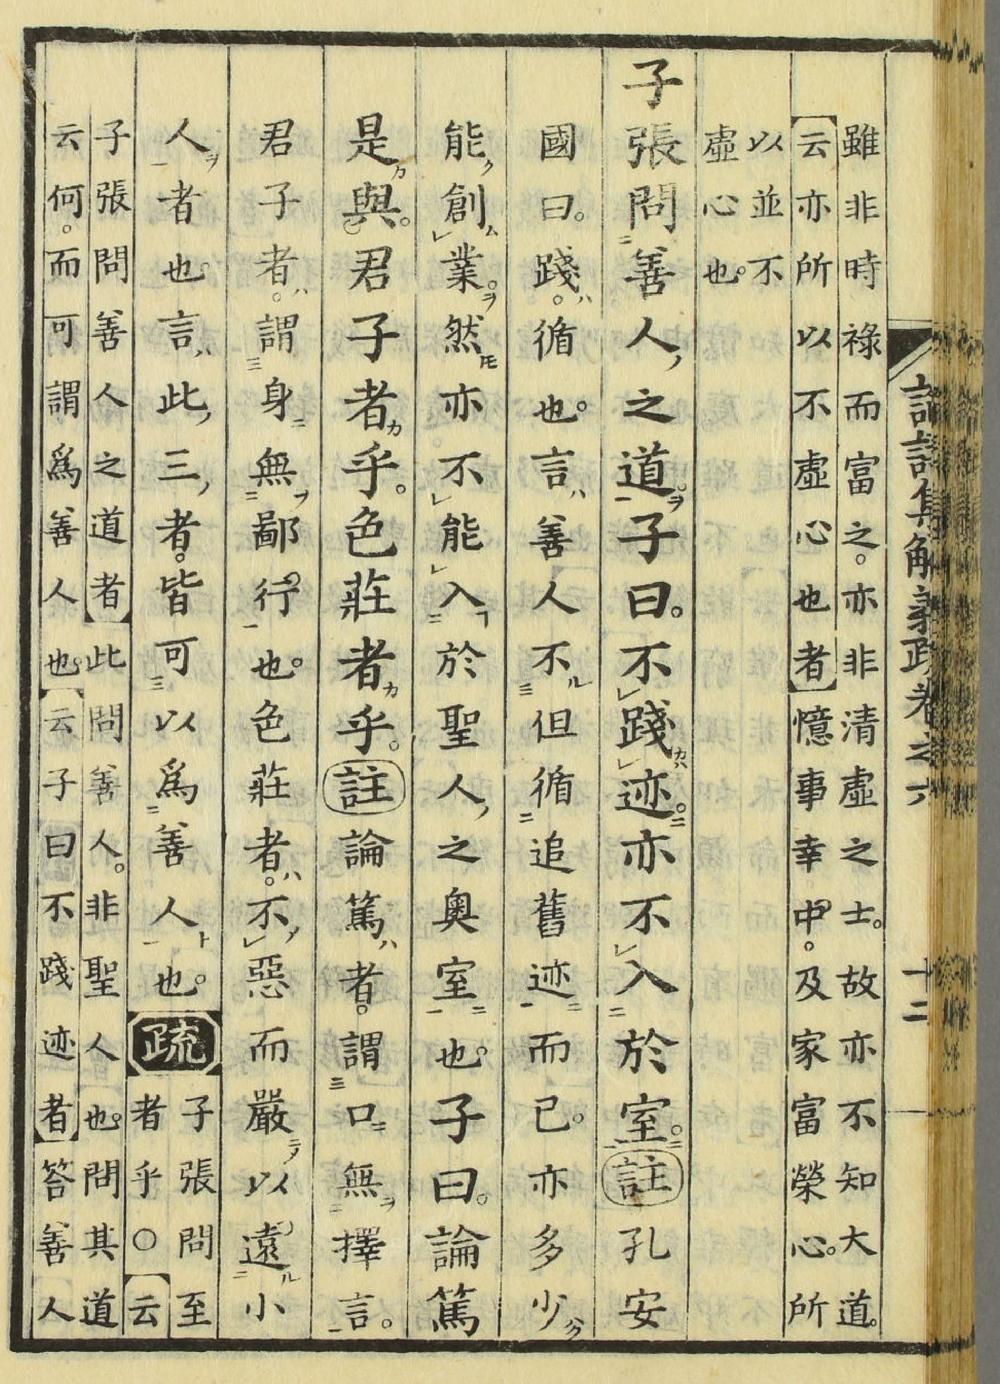 論語集解義疏卷之六
十二
雖非時祿而富之。亦非清虛之士。故亦不知大道。
【云亦所以不虛心也者】憶事幸中。及家富榮心。所
以並不
虛心也。
子張問善人之道。子曰。不踐迹。亦不入於室。註孔安
國曰。踐。循也。言善人不但循追舊迹而已。亦多少
能創業。然亦不能入於聖人之奧室也。子曰。論篤
是與。君子者乎。色莊者乎。註論篤者。謂口無擇言。
君子者。謂身無鄙行也。色莊者。不惡而嚴以遠小
人者也。言此三者。皆可以為善人也。疏
子張問至
者乎○【云
子張問善人之道者】此問善人。非聖人也。問其道
云何。而可謂為善人也。【云子曰不踐迹者】答善人